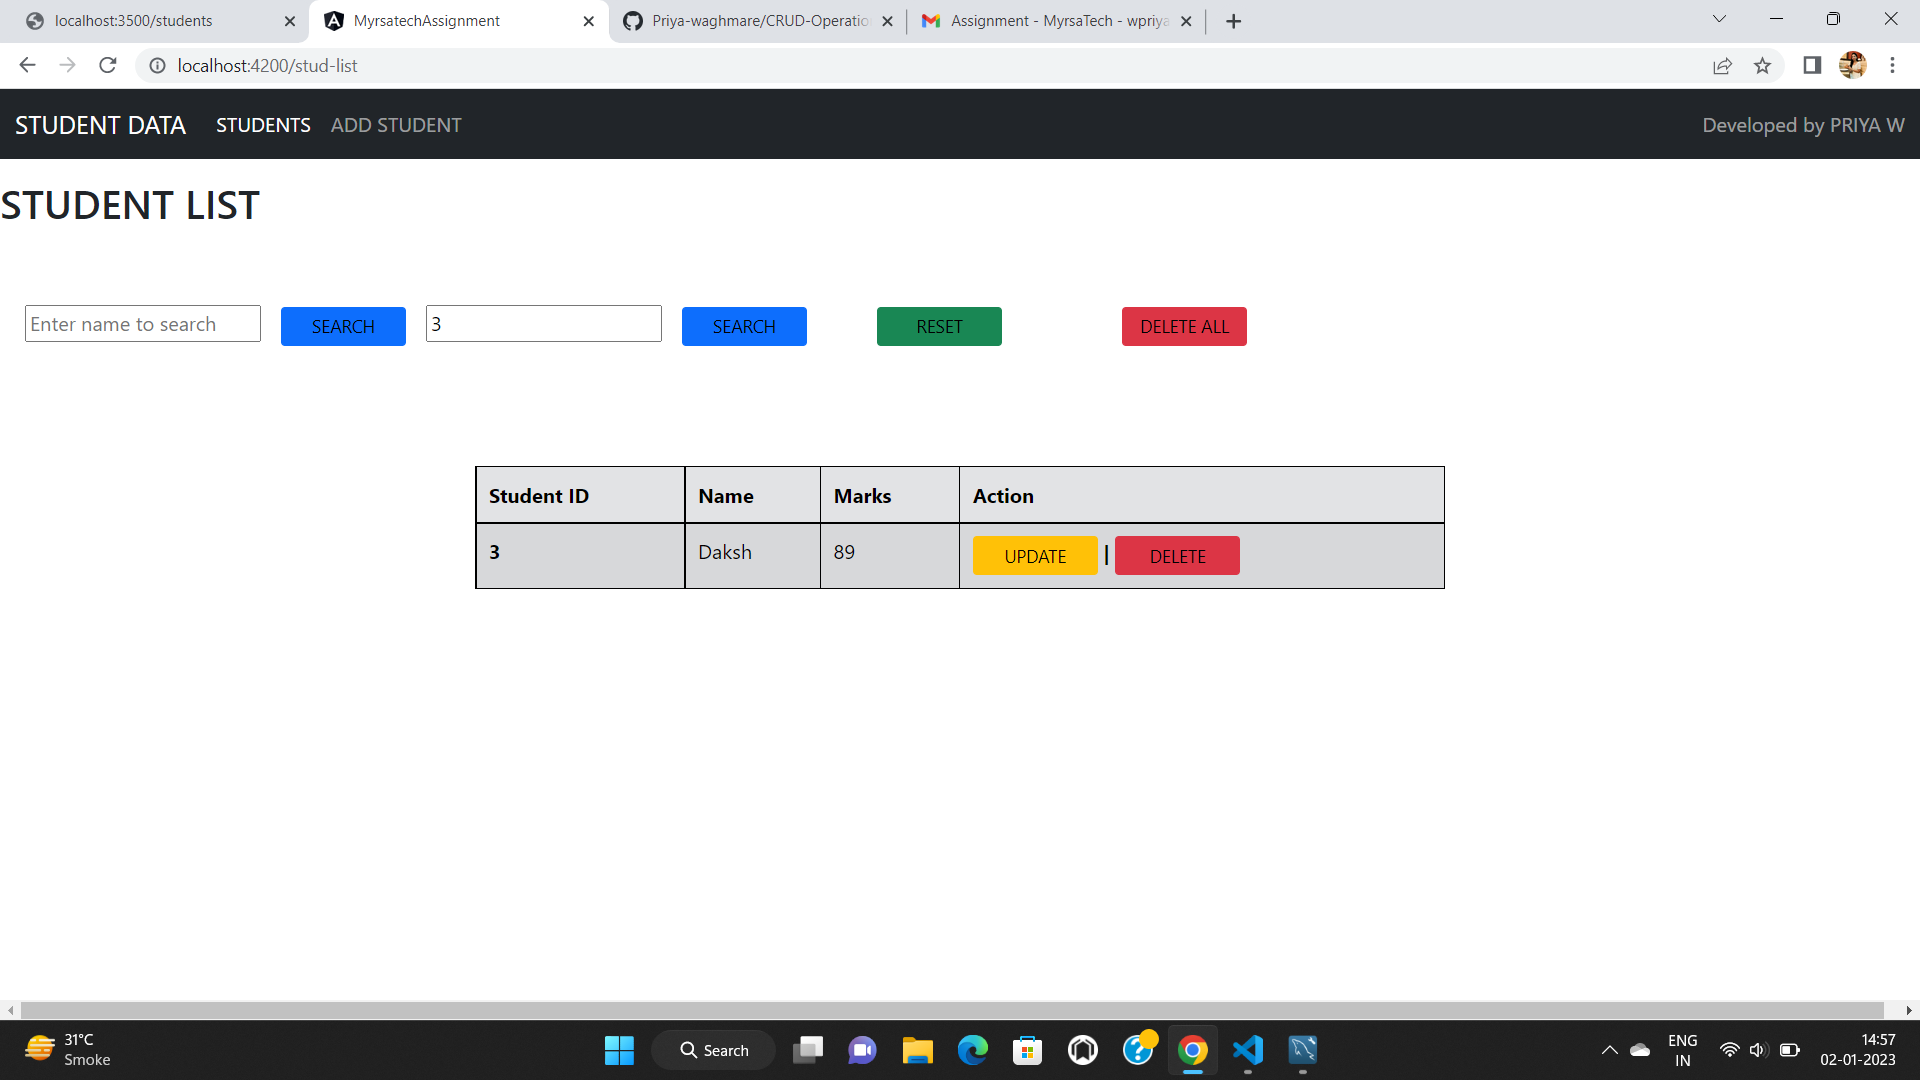 localhost:3500/students
MyrsatechAssignment
Priya-waghmare/CRUD-Operatio
Assignment - MyrsaTech - wpriya
localhost:4200/stud-list
STUDENT DATA STUDENTS ADD STUDENT Developed by PRIYA W
STUDENT LIST
Enter name to search SEARCH 3 SEARCH RESET DELETE ALL
Student ID Name Marks Action
3 Daksh 89 UPDATE | DELETE
31°C
Smoke
Search
ENG
IN
14:57
02-01-2023